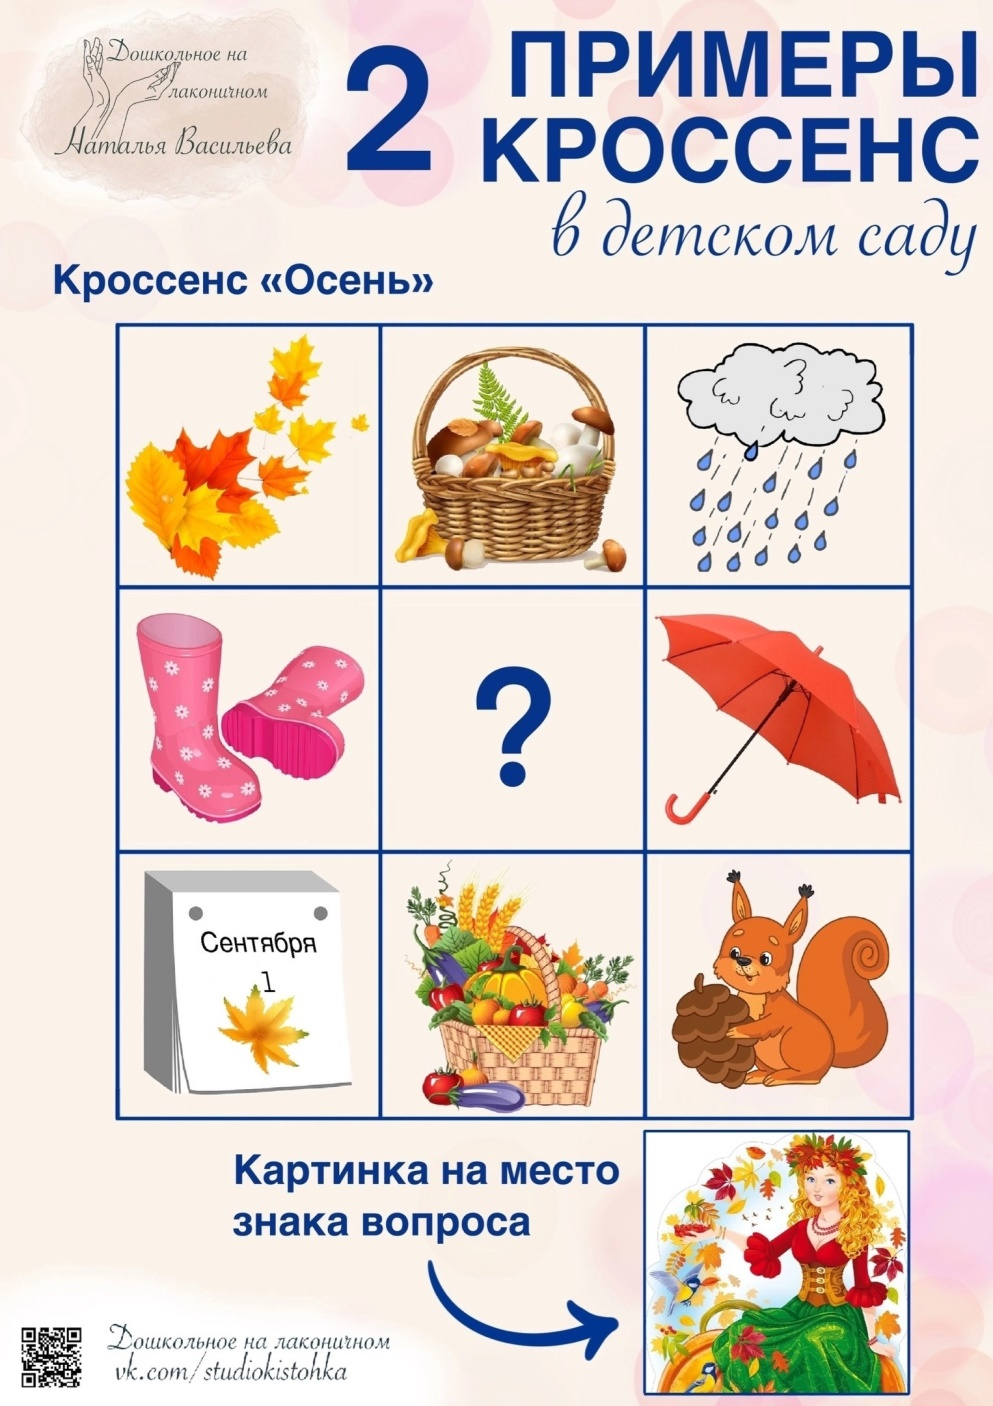 Дошкольное на
лаконичном
Наталья Васильева
2
ПРИМЕРЫ
КРОССЕНС
в детском саду
Кроссенс «Осень»
?
Сентября
1
Картинка на место
знака вопроса
Дошкольное на лаконичном
vk.com/studiokistohka